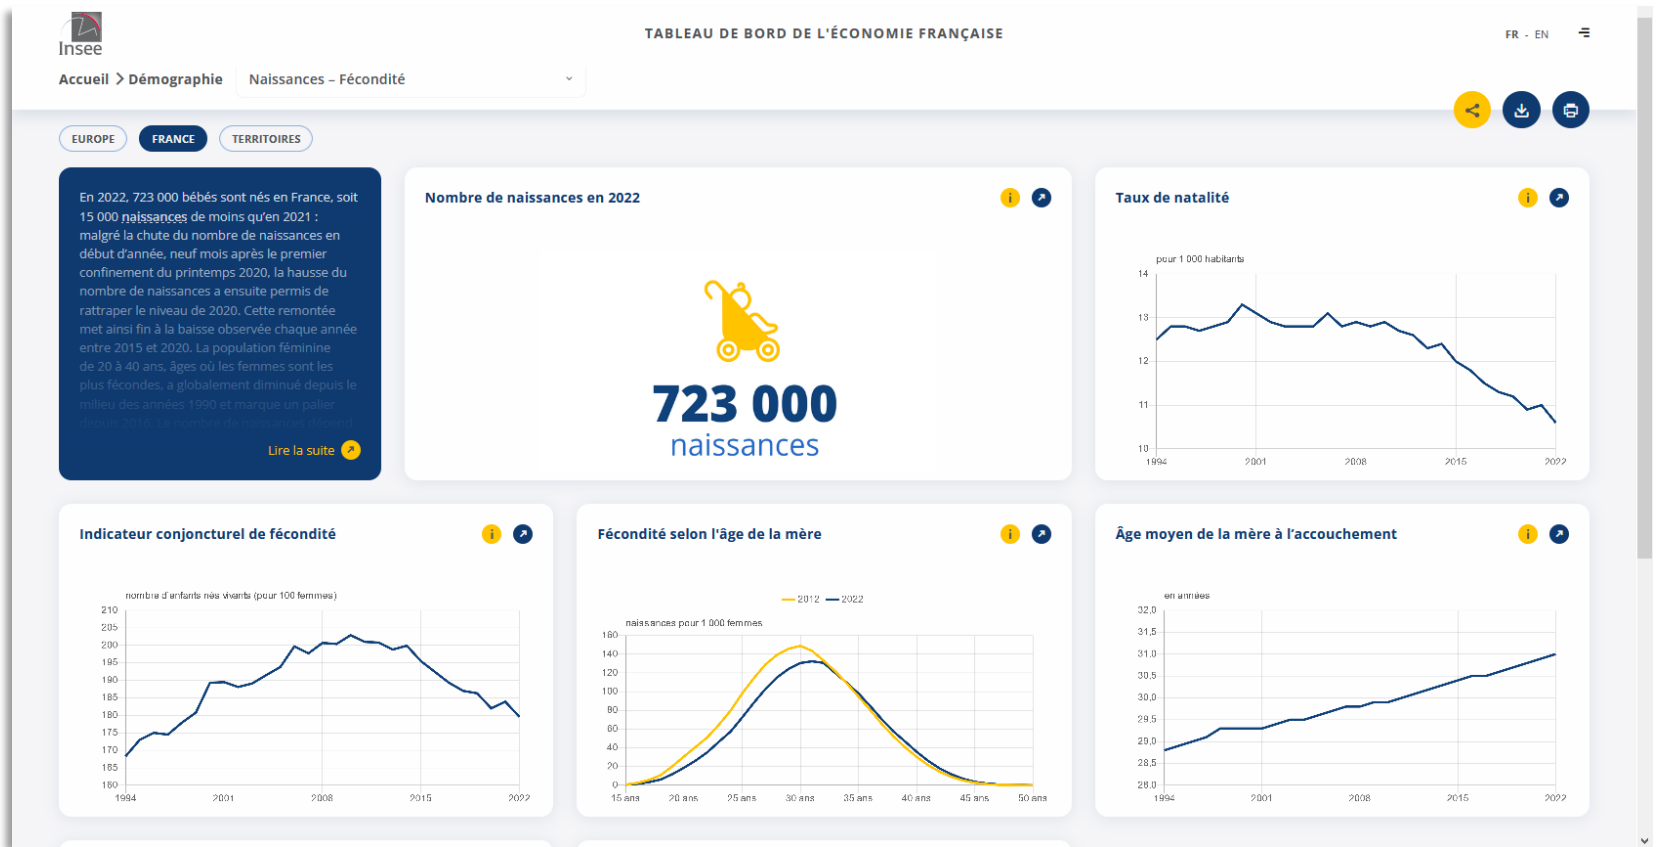 Insee
TABLEAU DE BORD DE L'ÉCONOMIE FRANÇAISE
FR - EN
Accueil > Démographie
Naissances – Fécondité
EUROPE
FRANCE
TERRITOIRES
En 2022, 723 000 bébés sont nés en France, soit
15 000 naissances de moins qu'en 2021 :
malgré la chute du nombre de naissances en
début d'année, neuf mois après le premier
confinement du printemps 2020, la hausse du
nombre de naissances a ensuite permis de
rattraper le niveau de 2020. Cette remontée
met ainsi fin à la baisse observée chaque année
entre 2015 et 2020. La population féminine
de 20 à 40 ans, âges où les femmes sont les
plus fécondes, a globalement diminué depuis le
milieu des années 1990 et marque un palier
depuis 2016. Le nombre de naissances dépend
Lire la suite
Nombre de naissances en 2022
i
723 000
naissances
Taux de natalité
i
pour 1 000 habitants
14
13
12
11
10
1994 2001 2008 2015 2022
Indicateur conjoncturel de fécondité
i
nombre d'enfants nés vivants (pour 100 femmes)
210
205
200
195
190
185
180
175
170
165
160
1994 2001 2008 2015 2022
Fécondité selon l'âge de la mère
i
2012 2022
naissances pour 1 000 femmes
160
140
120
100
80
60
40
20
0
15 ans 20 ans 25 ans 30 ans 35 ans 40 ans 45 ans 50 ans
Âge moyen de la mère à l'accouchement
i
en années
32,0
31,5
31,0
30,5
30,0
29,5
29,0
28,5
28,0
1994 2001 2008 2015 2022